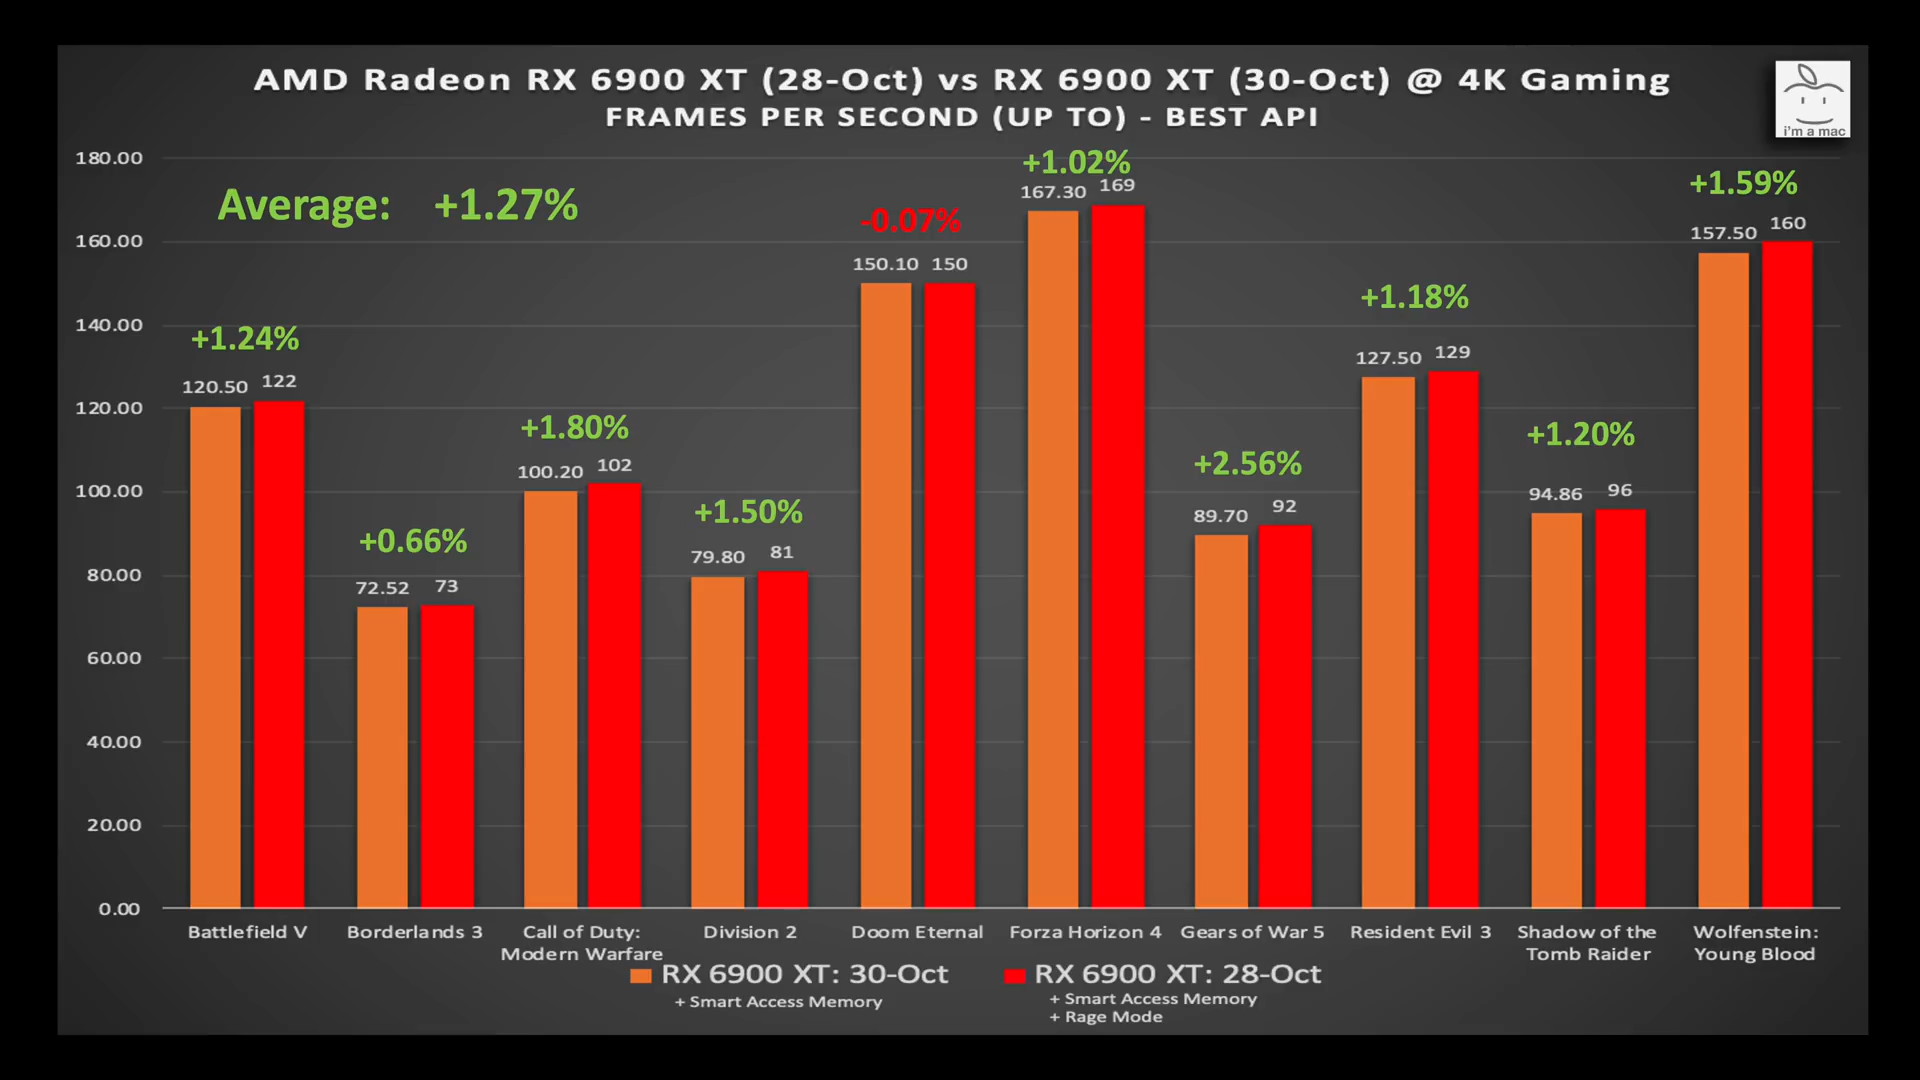 AMD Radeon RX 6900 XT (28-Oct) vs RX 6900 XT (30-Oct) @ 4K Gaming
FRAMES PER SECOND (UP TO) - BEST API
i'm a mac
Average: +1.27%
180.00
160.00
140.00
120.00
100.00
80.00
60.00
40.00
20.00
0.00
+1.24%
120.50 122
+0.66%
72.52 73
+1.80%
100.20 102
+1.50%
79.80 81
-0.07%
150.10 150
+1.02%
167.30 169
+2.56%
89.70 92
+1.18%
127.50 129
+1.20%
94.86 96
+1.59%
157.50 160
Battlefield V
Borderlands 3
Call of Duty:
Modern Warfare
Division 2
Doom Eternal
Forza Horizon 4
Gears of War 5
Resident Evil 3
Shadow of the
Tomb Raider
Wolfenstein:
Young Blood
RX 6900 XT: 30-Oct
+ Smart Access Memory
RX 6900 XT: 28-Oct
+ Smart Access Memory
+ Rage Mode